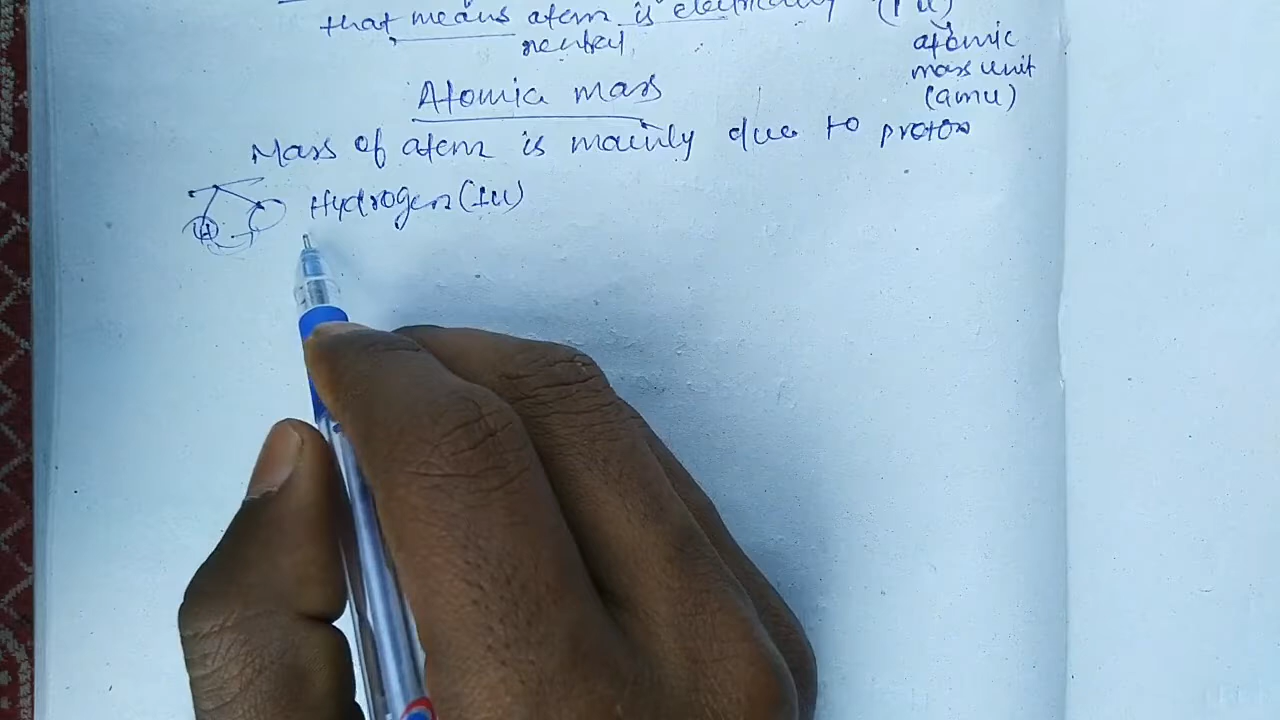 that means atom is electrically (1u)
neutral
atomic
mass unit
(amu)
Atomic mass
Mass of atom is mainly due to proton
Hydrogen (1u)
H